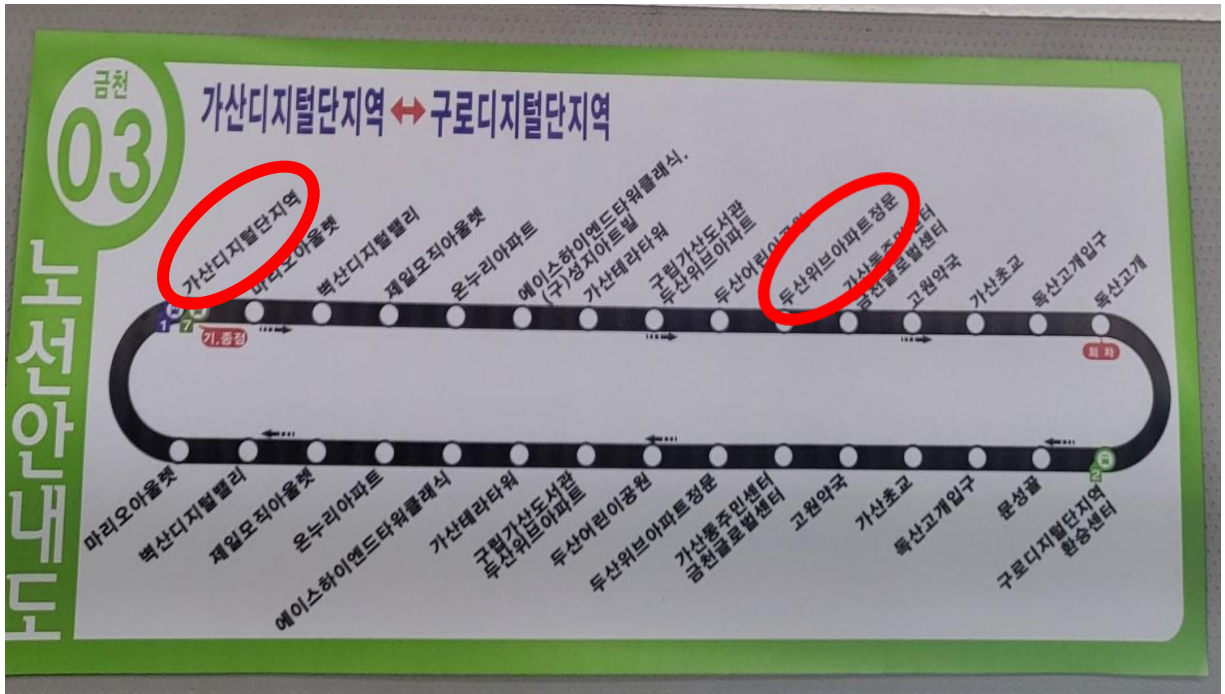 금천
03
가산디지털단지역 ↔ 구로디지털단지역
노선안내도
가산디지털단지역
마리오아울렛
벽산디지털밸리
제일모직아울렛
온누리아파트
에이스하이엔드타워클래식.
(구)성지아트빌
가산테라타워
구립가산도서관
두산위브아파트
두산어린이공원
두산위브아파트정문
가산동주민센터
금천글로벌센터
고원약국
가산초교
독산고개입구
독산고개
1
7
기,종점
회 차
마리오아울렛
벽산디지털밸리
제일모직아울렛
온누리아파트
에이스하이엔드타워클래식
가산테라타워
구립가산도서관
두산위브아파트
두산어린이공원
두산위브아파트정문
가산동주민센터
금천글로벌센터
고원약국
가산초교
독산고개입구
문성골
구로디지털단지역
환승센터
2